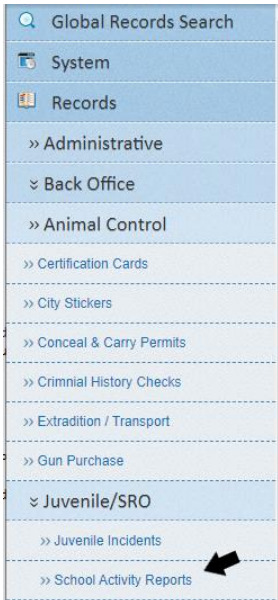 Global Records Search
System
Records
» Administrative
» Back Office
» Animal Control
» Certification Cards
» City Stickers
» Conceal & Carry Permits
» Crimnial History Checks
» Extradition / Transport
» Gun Purchase
» Juvenile/SRO
» Juvenile Incidents
» School Activity Reports